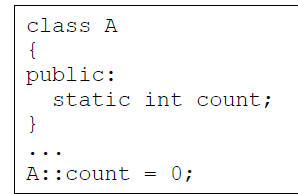 class A
{
public:
  static int count;
}
...
A::count = 0;